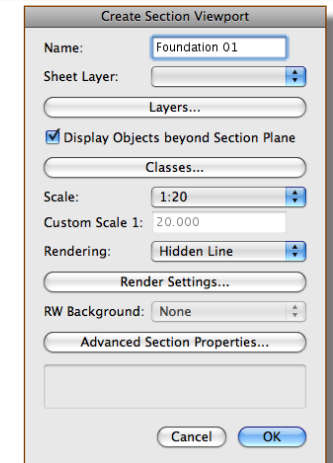 Create Section Viewport
Name: Foundation 01
Sheet Layer:
Layers...
Display Objects beyond Section Plane
Classes...
Scale: 1:20
Custom Scale 1: 20.000
Rendering: Hidden Line
Render Settings...
RW Background: None
Advanced Section Properties...
Cancel OK